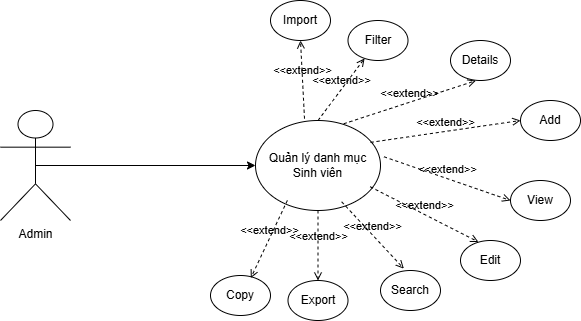 Import
Filter
Details
<<extend>>
<<extend>>
<<extend>>
<<extend>>
Add
Quản lý danh mục
Sinh viên
<<extend>>
View
Admin
<<extend>>
<<extend>>
<<extend>>
<<extend>>
Edit
Copy
Export
Search